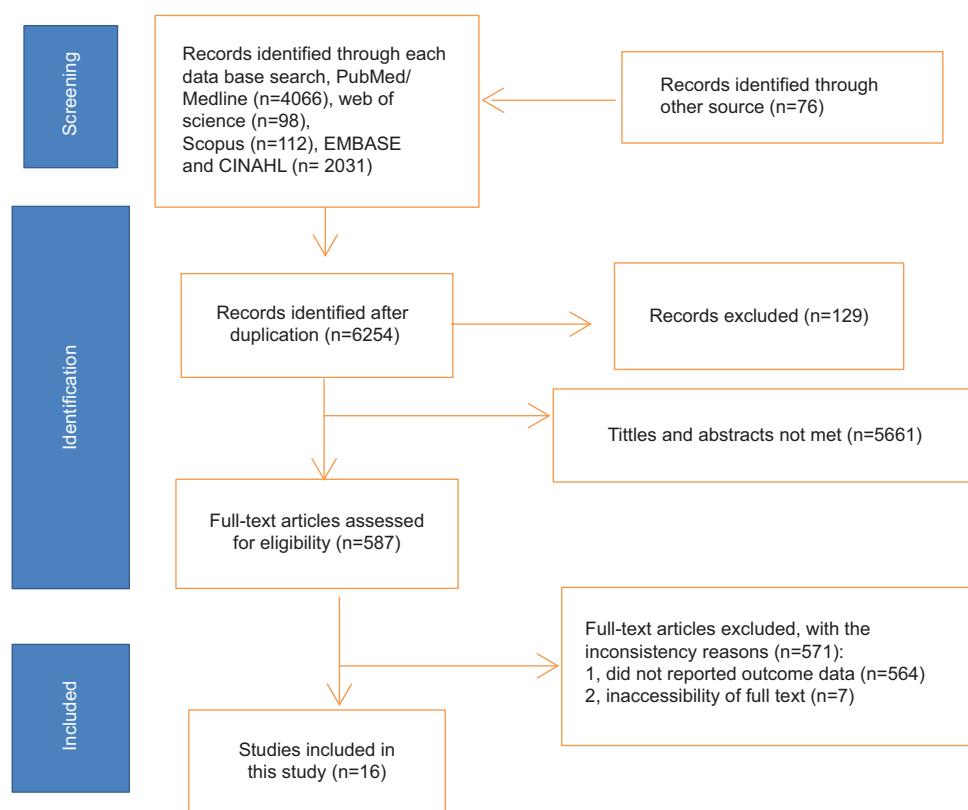 Screening
Records identified through each
data base search, PubMed/
Medline (n=4066), web of
science (n=98),
Scopus (n=112), EMBASE
and CINAHL (n= 2031)
Records identified through
other source (n=76)
Identification
Records identified after
duplication (n=6254)
Records excluded (n=129)
Tittles and abstracts not met (n=5661)
Full-text articles assessed
for eligibility (n=587)
Included
Full-text articles excluded, with the
inconsistency reasons (n=571):
1, did not reported outcome data (n=564)
2, inaccessibility of full text (n=7)
Studies included in
this study (n=16)